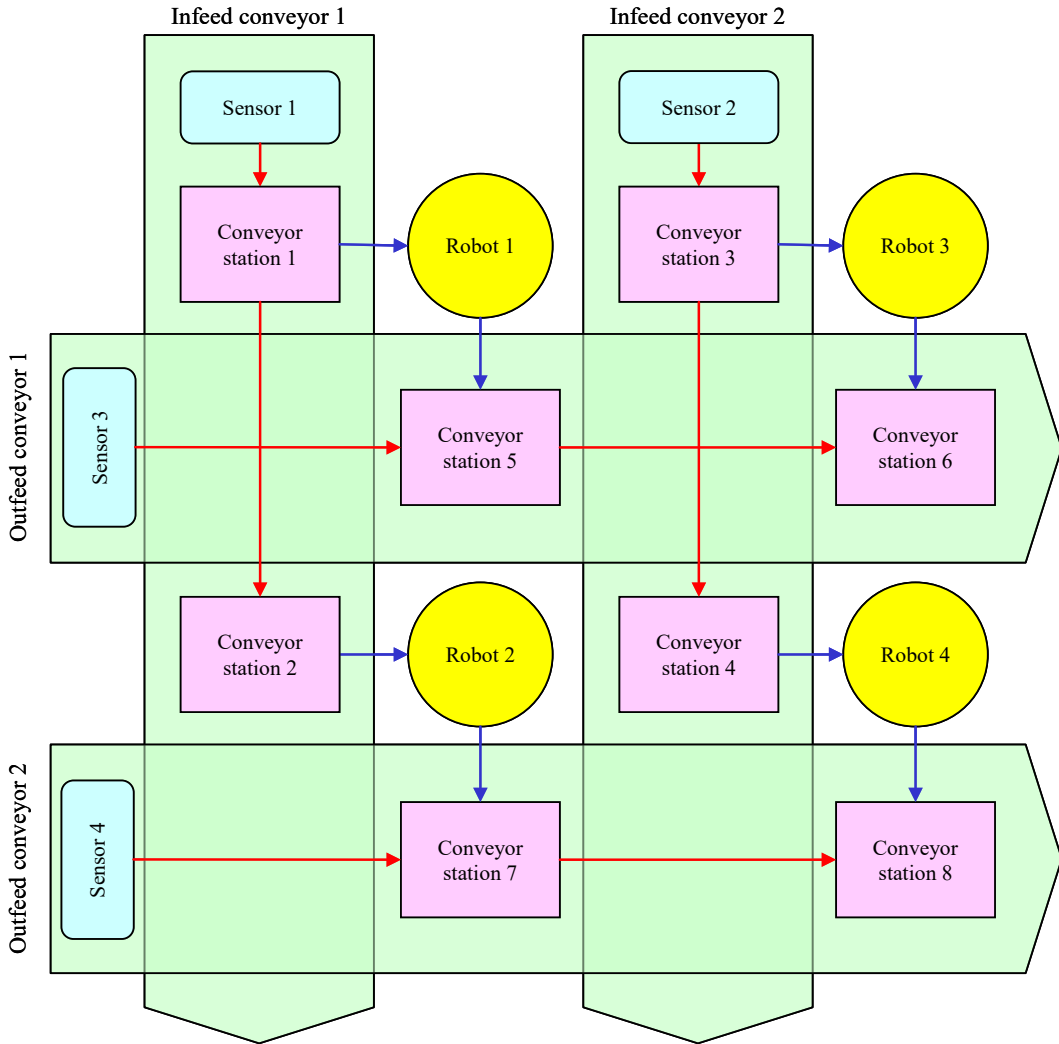 Infeed conveyor 1
Infeed conveyor 2
Sensor 1
Sensor 2
Conveyor
station 1
Robot 1
Conveyor
station 3
Robot 3
Outfeed conveyor 1
Sensor 3
Conveyor
station 5
Conveyor
station 6
Conveyor
station 2
Robot 2
Conveyor
station 4
Robot 4
Outfeed conveyor 2
Sensor 4
Conveyor
station 7
Conveyor
station 8